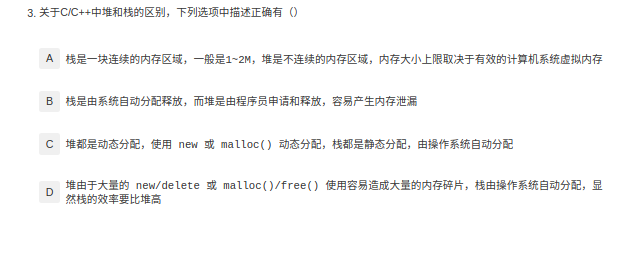 3. 关于C/C++中堆和栈的区别，下列选项中描述正确有（）
A 栈是一块连续的内存区域，一般是1~2M，堆是不连续的内存区域，内存大小上限取决于有效的计算机系统虚拟内存
B 栈是由系统自动分配释放，而堆是由程序员申请和释放，容易产生内存泄漏
C 堆都是动态分配，使用 new 或 malloc() 动态分配，栈都是静态分配，由操作系统自动分配
D 堆由于大量的 new/delete 或 malloc()/free() 使用容易造成大量的内存碎片，栈由操作系统自动分配，显
然栈的效率要比堆高